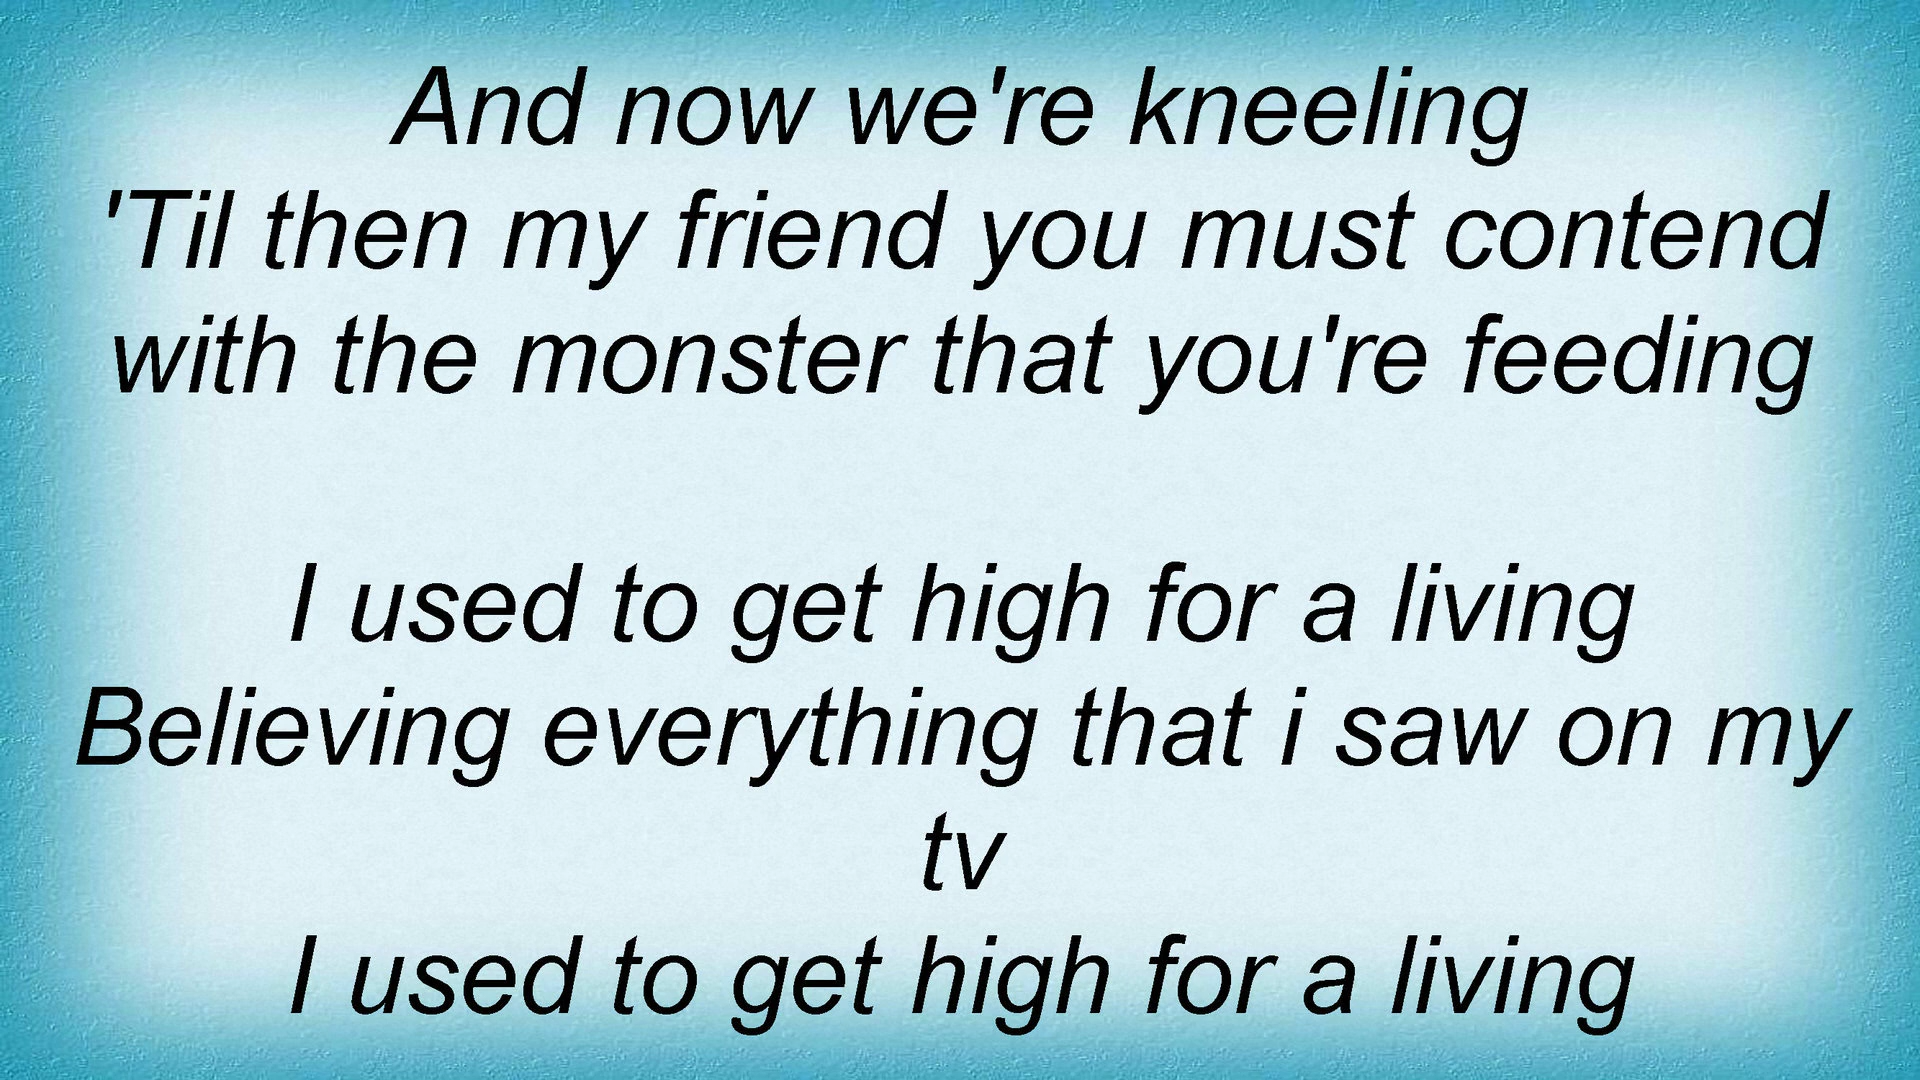 And now we're kneeling
'Til then my friend you must contend
with the monster that you're feeding
I used to get high for a living
Believing everything that i saw on my
tv
I used to get high for a living